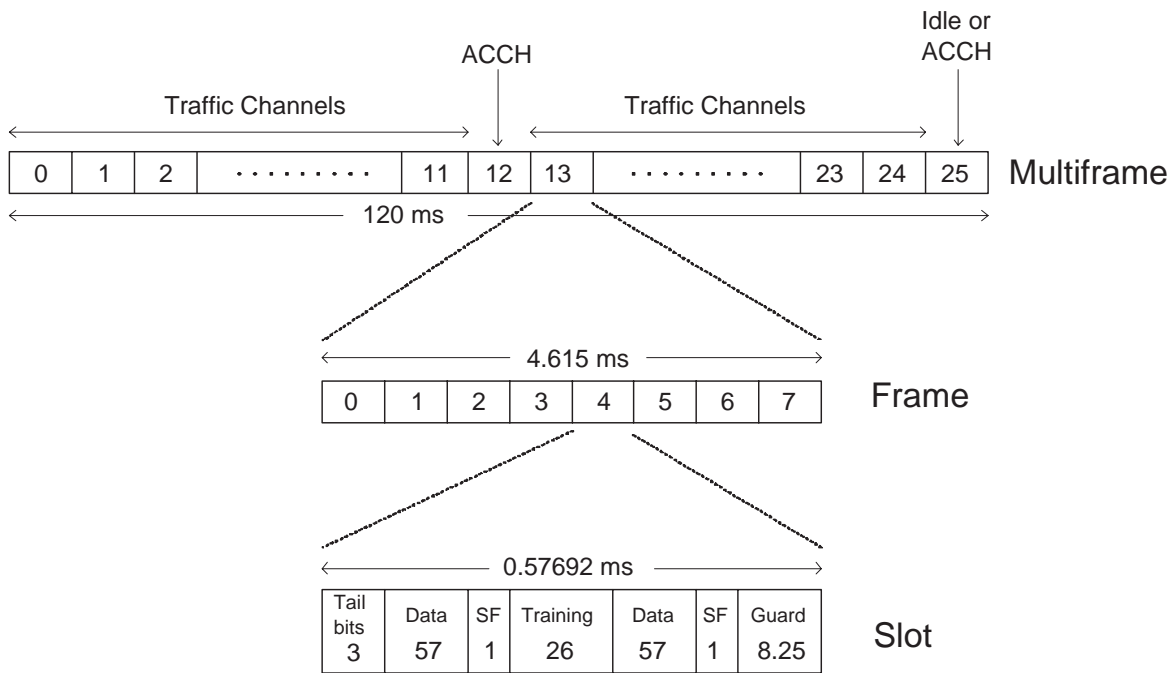 Idle or
ACCH
ACCH
Traffic Channels
Traffic Channels
0 1 2 ......... 11 12 13 ......... 23 24 25
Multiframe
120 ms
4.615 ms
0 1 2 3 4 5 6 7
Frame
0.57692 ms
Tail
bits
3
Data
57
SF
1
Training
26
Data
57
SF
1
Guard
8.25
Slot